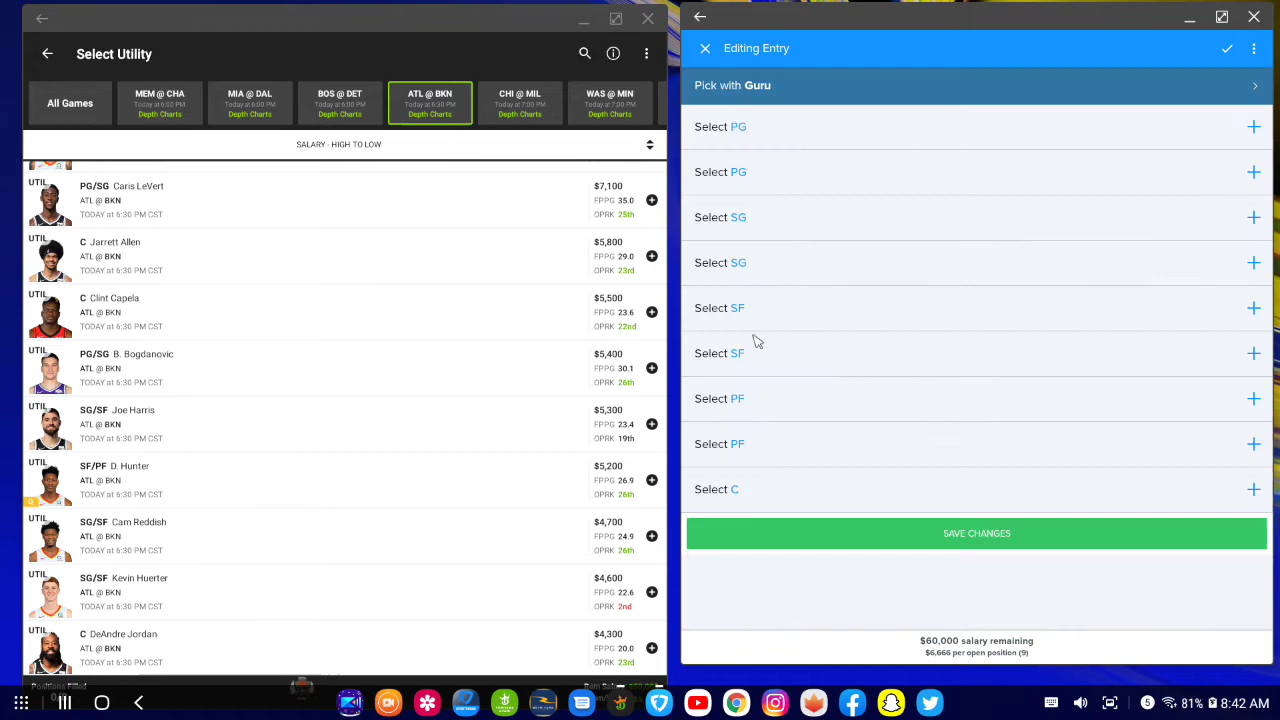 Select Utility
All Games
MEM @ CHA
Today at 6:00 PM
Depth Charts
MIA @ DAL
Today at 6:00 PM
Depth Charts
BOS @ DET
Today at 6:00 PM
Depth Charts
ATL @ BKN
Today at 6:30 PM
Depth Charts
CHI @ MIL
Today at 7:00 PM
Depth Charts
WAS @ MIN
Today at 7:00 PM
Depth Charts
SALARY - HIGH TO LOW
UTIL PG/SG Caris LeVert $7,100
ATL @ BKN FPPG 35.0
TODAY at 6:30 PM CST OPRK 25th
UTIL C Jarrett Allen $5,800
ATL @ BKN FPPG 29.0
TODAY at 6:30 PM CST OPRK 23rd
UTIL C Clint Capela $5,500
ATL @ BKN FPPG 23.6
TODAY at 6:30 PM CST OPRK 22nd
UTIL PG/SG B. Bogdanovic $5,400
ATL @ BKN FPPG 30.1
TODAY at 6:30 PM CST OPRK 26th
UTIL SG/SF Joe Harris $5,300
ATL @ BKN FPPG 23.4
TODAY at 6:30 PM CST OPRK 19th
UTIL SF/PF D. Hunter $5,200
ATL @ BKN FPPG 26.9
TODAY at 6:30 PM CST OPRK 26th
Q
UTIL SG/SF Cam Reddish $4,700
ATL @ BKN FPPG 24.9
TODAY at 6:30 PM CST OPRK 26th
UTIL SG/SF Kevin Huerter $4,600
ATL @ BKN FPPG 22.6
TODAY at 6:30 PM CST OPRK 2nd
UTIL C DeAndre Jordan $4,300
ATL @ BKN FPPG 20.0
TODAY at 6:30 PM CST OPRK 23rd
Positions Filled
Editing Entry
Pick with Guru
Select PG
Select PG
Select SG
Select SG
Select SF
Select SF
Select PF
Select PF
Select C
SAVE CHANGES
$60,000 salary remaining
$6,666 per open position (9)
5 81% 8:42 AM